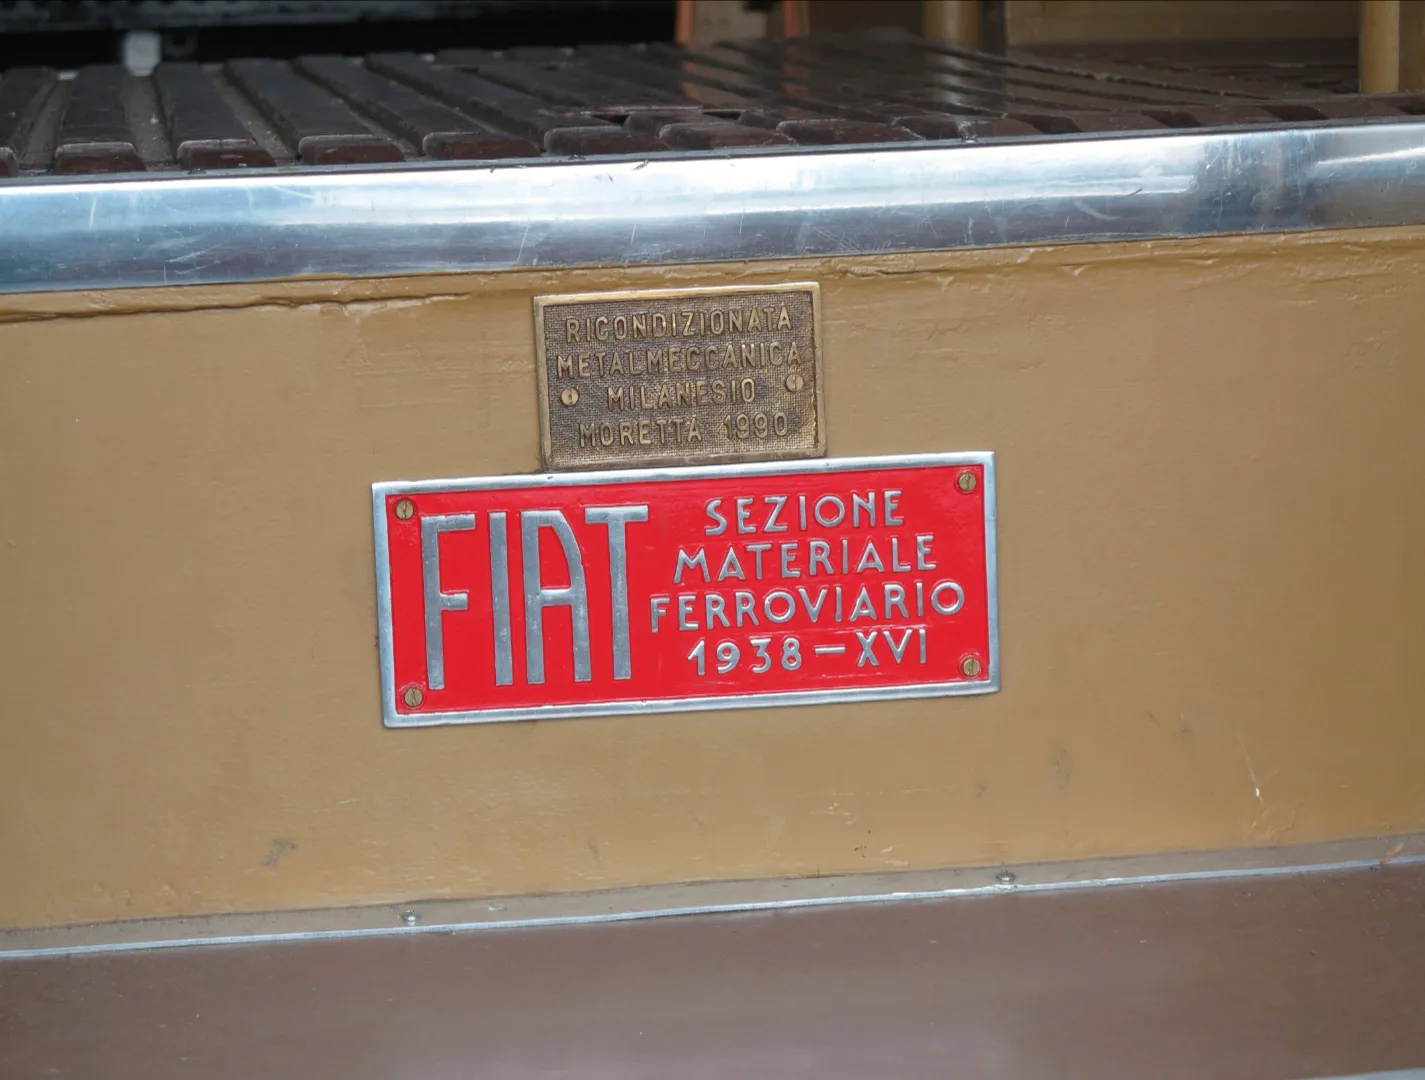 RICONDIZIONATA
METALMECCANICA
MILANESIO
MORETTA 1990
FIAT
SEZIONE
MATERIALE
FERROVIARIO
1938-XVI